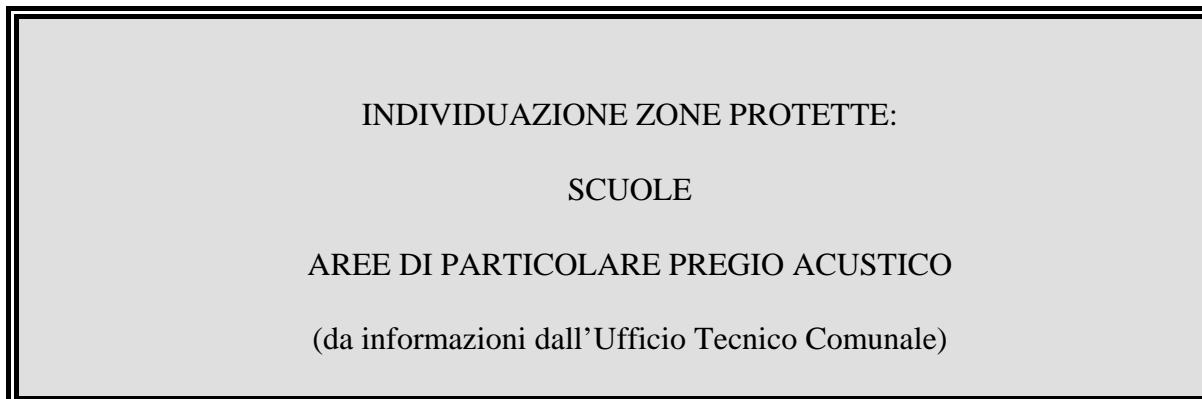 INDIVIDUAZIONE ZONE PROTETTE:
SCUOLE
AREE DI PARTICOLARE PREGIO ACUSTICO
(da informazioni dall’Ufficio Tecnico Comunale)